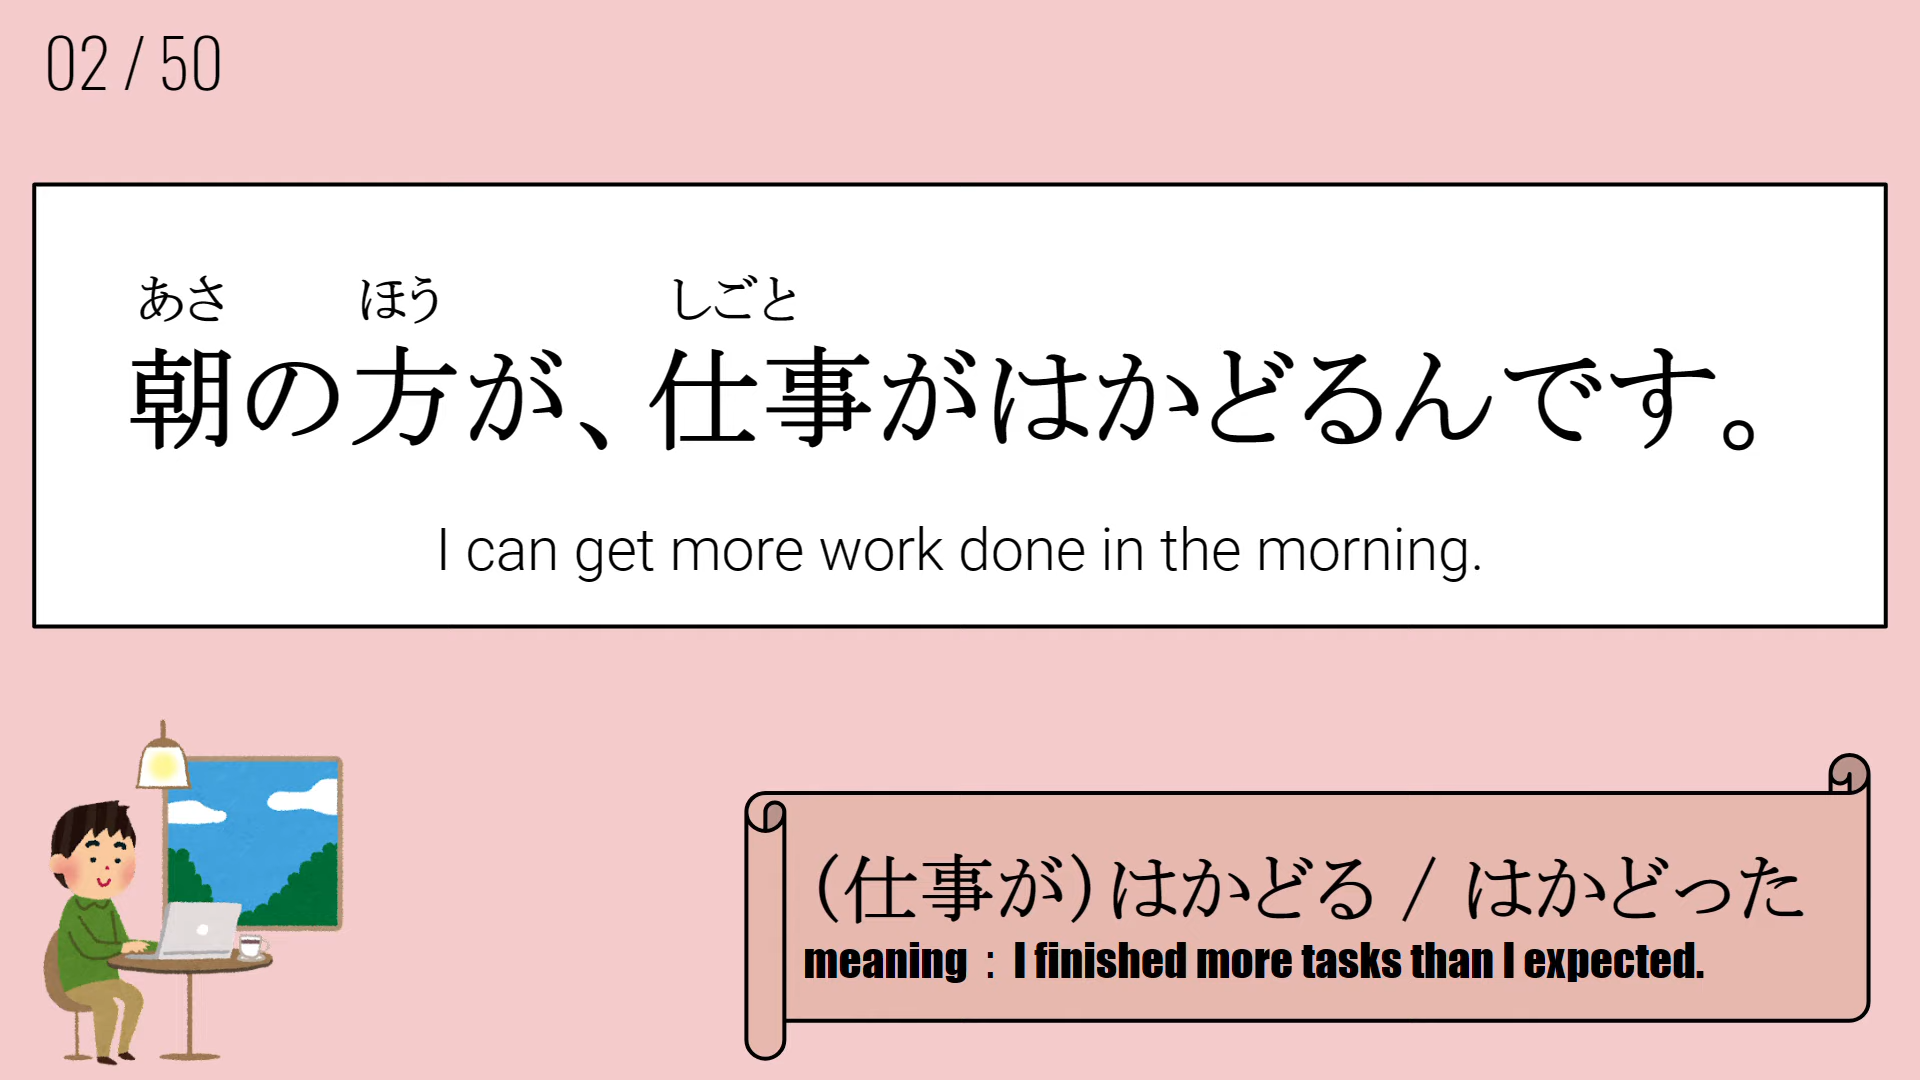 02 / 50
あさ ほう しごと
朝の方が、仕事がはかどるんです。
I can get more work done in the morning.
（仕事が）はかどる / はかどった
meaning：I finished more tasks than I expected.